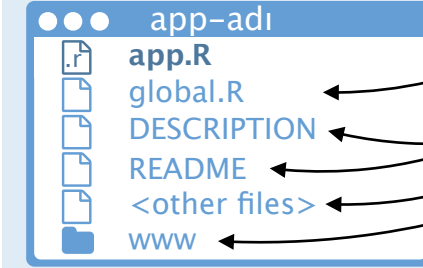 app-adı
.r app.R
global.R
DESCRIPTION
README
<other files>
www